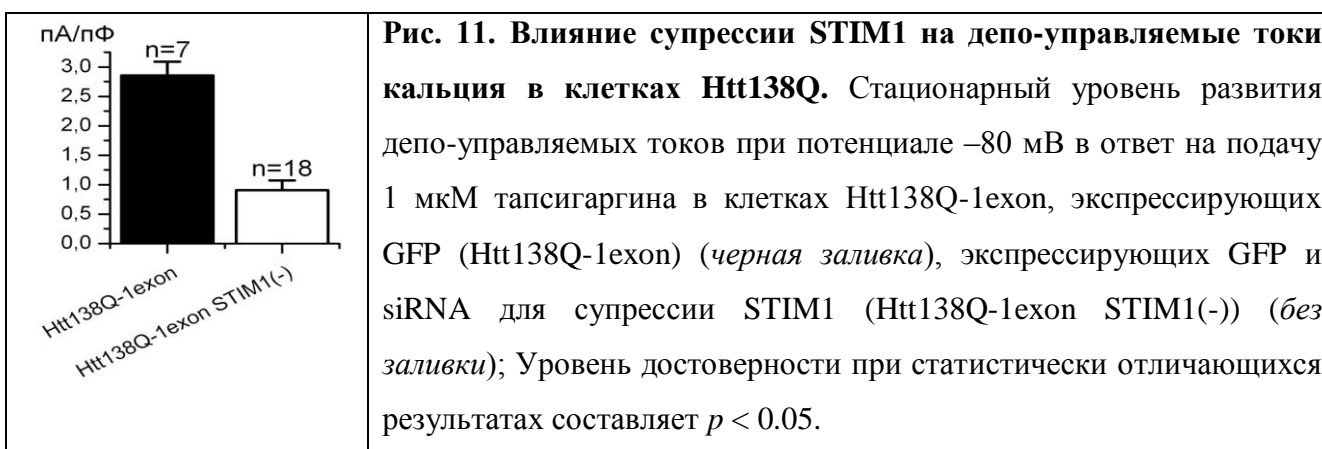 пА/пФ
n=7
3,0
2,5
2,0
1,5
n=18
1,0
0,5
0,0
Htt138Q-1exon
Htt138Q-1exon STIM1(-)
Рис. 11. Влияние супрессии STIM1 на депо-управляемые токи
кальция в клетках Htt138Q. Стационарный уровень развития
депо-управляемых токов при потенциале –80 мВ в ответ на подачу
1 мкМ тапсигаргина в клетках Htt138Q-1exon, экспрессирующих
GFP (Htt138Q-1exon) (черная заливка), экспрессирующих GFP и
siRNA для супрессии STIM1 (Htt138Q-1exon STIM1(-)) (без
заливки); Уровень достоверности при статистически отличающихся
результатах составляет p < 0.05.